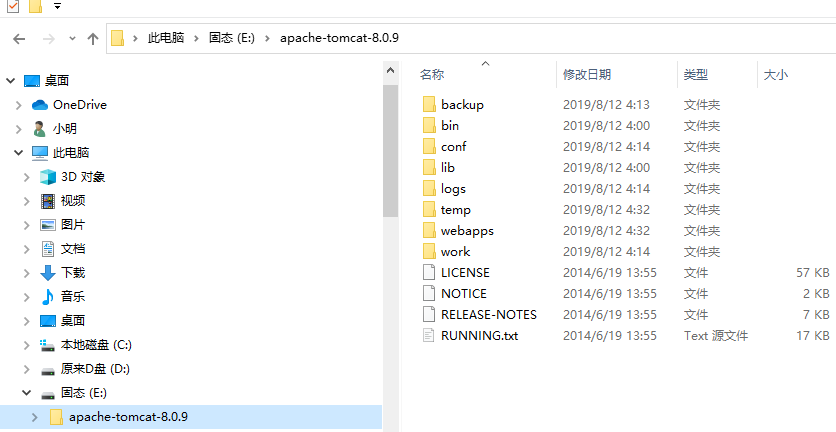 此电脑 固态 (E:) apache-tomcat-8.0.9
桌面
OneDrive
小明
此电脑
3D 对象
视频
图片
文档
下载
音乐
桌面
本地磁盘 (C:)
原来D盘 (D:)
固态 (E:)
apache-tomcat-8.0.9
名称 修改日期 类型 大小
backup 2019/8/12 4:13 文件夹
bin 2019/8/12 4:00 文件夹
conf 2019/8/12 4:14 文件夹
lib 2019/8/12 4:00 文件夹
logs 2019/8/12 4:14 文件夹
temp 2019/8/12 4:32 文件夹
webapps 2019/8/12 4:32 文件夹
work 2019/8/12 4:14 文件夹
LICENSE 2014/6/19 13:55 文件 57 KB
NOTICE 2014/6/19 13:55 文件 2 KB
RELEASE-NOTES 2014/6/19 13:55 文件 7 KB
RUNNING.txt 2014/6/19 13:55 Text 源文件 17 KB